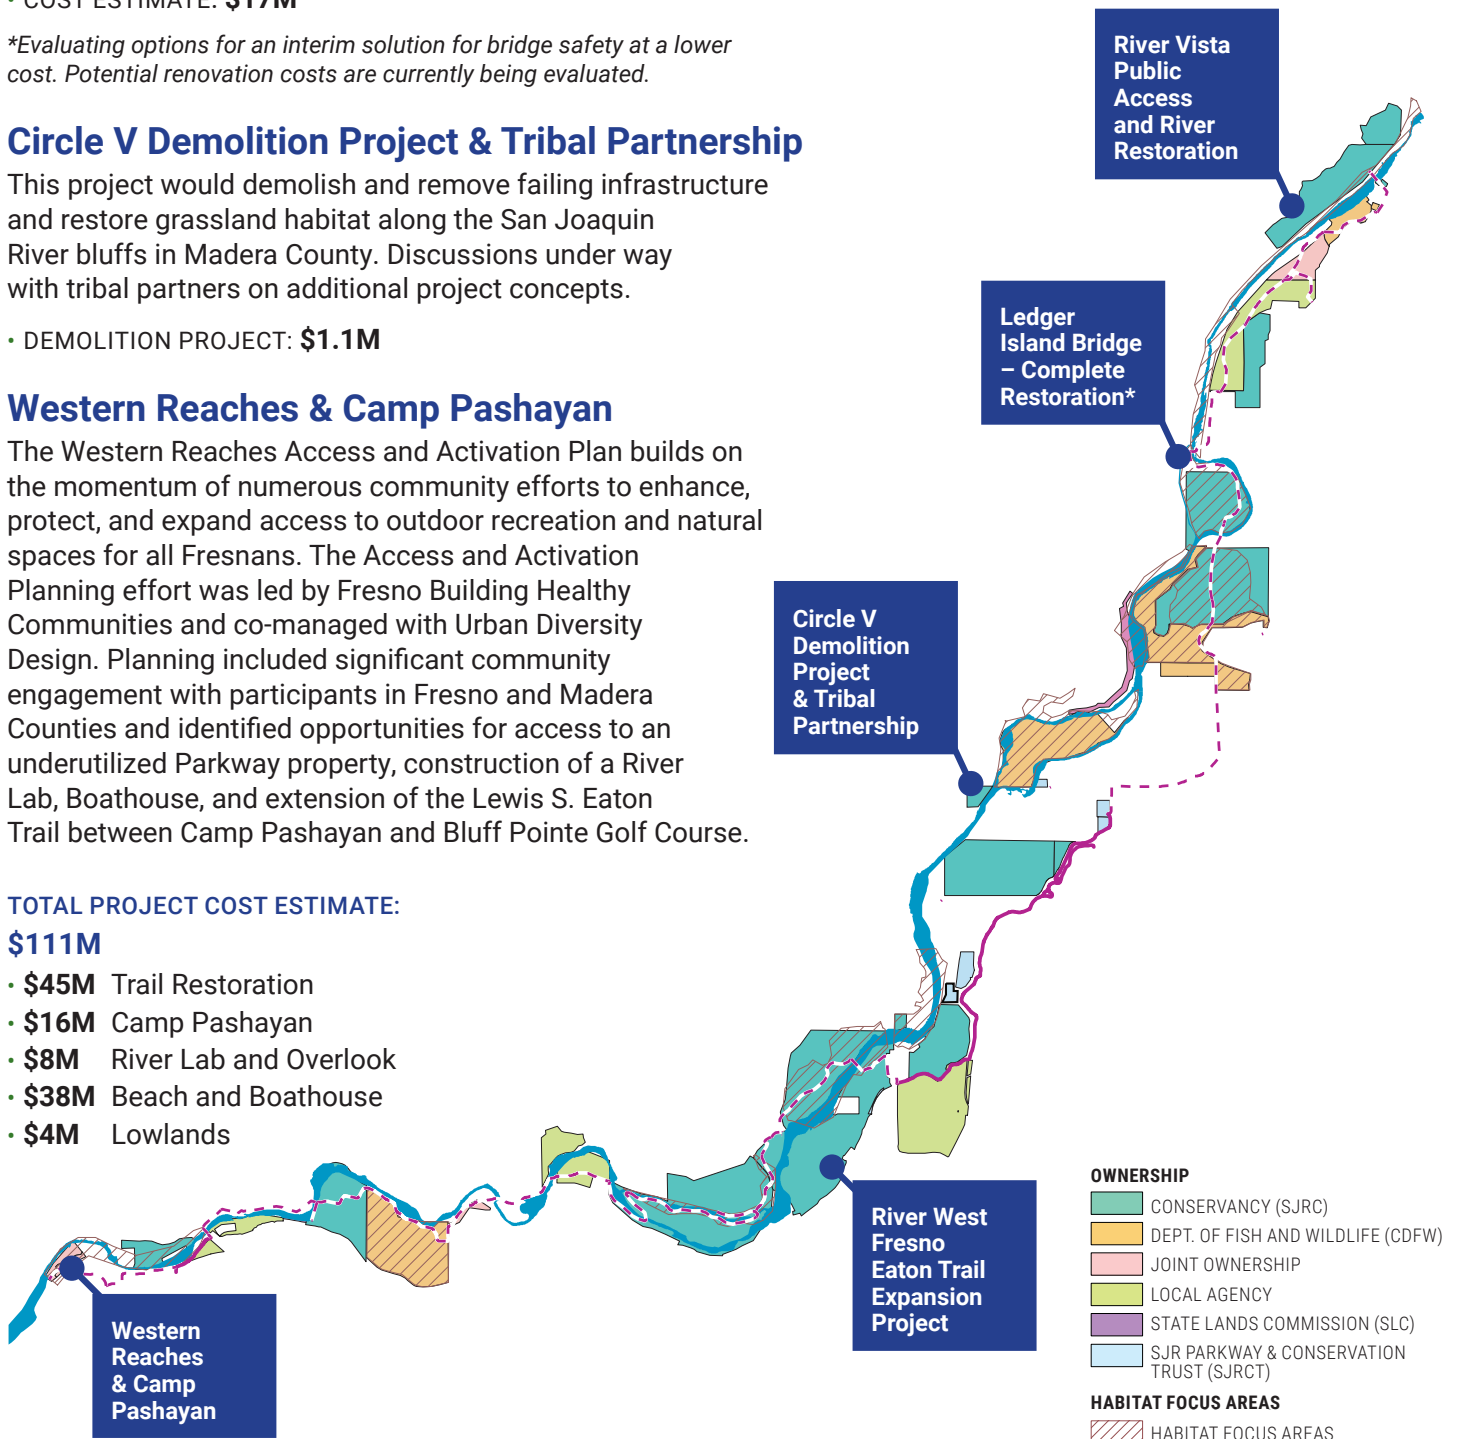 • COST ESTIMATE: $17M
*Evaluating options for an interim solution for bridge safety at a lower
cost. Potential renovation costs are currently being evaluated.
Circle V Demolition Project & Tribal Partnership
This project would demolish and remove failing infrastructure
and restore grassland habitat along the San Joaquin
River bluffs in Madera County. Discussions under way
with tribal partners on additional project concepts.
• DEMOLITION PROJECT: $1.1M
Western Reaches & Camp Pashayan
The Western Reaches Access and Activation Plan builds on
the momentum of numerous community efforts to enhance,
protect, and expand access to outdoor recreation and natural
spaces for all Fresnans. The Access and Activation
Planning effort was led by Fresno Building Healthy
Communities and co-managed with Urban Diversity
Design. Planning included significant community
engagement with participants in Fresno and Madera
Counties and identified opportunities for access to an
underutilized Parkway property, construction of a River
Lab, Boathouse, and extension of the Lewis S. Eaton
Trail between Camp Pashayan and Bluff Pointe Golf Course.
TOTAL PROJECT COST ESTIMATE:
$111M
• $45M Trail Restoration
• $16M Camp Pashayan
• $8M River Lab and Overlook
• $38M Beach and Boathouse
• $4M Lowlands
River Vista
Public
Access
and River
Restoration
Ledger
Island Bridge
– Complete
Restoration*
Circle V
Demolition
Project
& Tribal
Partnership
River West
Fresno
Eaton Trail
Expansion
Project
Western
Reaches
& Camp
Pashayan
OWNERSHIP
CONSERVANCY (SJRC)
DEPT. OF FISH AND WILDLIFE (CDFW)
JOINT OWNERSHIP
LOCAL AGENCY
STATE LANDS COMMISSION (SLC)
SJR PARKWAY & CONSERVATION
TRUST (SJRCT)
HABITAT FOCUS AREAS
HABITAT FOCUS AREAS